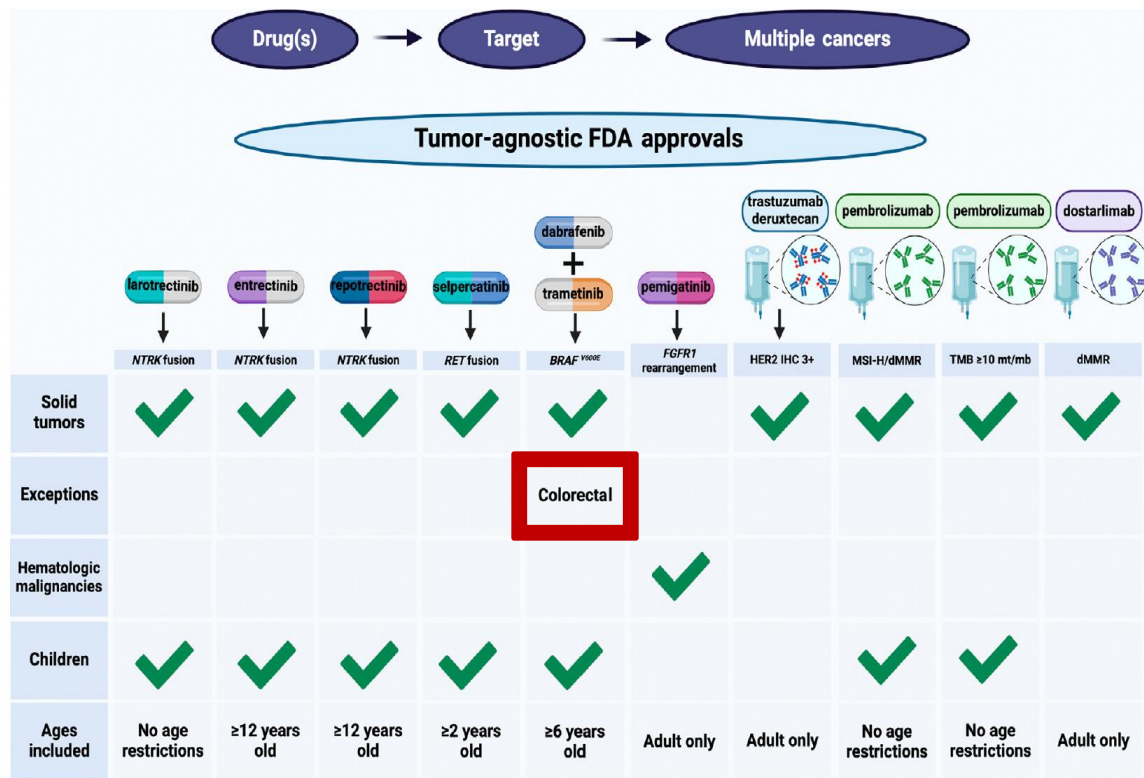 Drug(s)
Target
Multiple cancers
Tumor-agnostic FDA approvals
larotrectinib
entrectinib
repotrectinib
selpercatinib
dabrafenib
+
trametinib
pemigatinib
trastuzumab
deruxtecan
pembrolizumab
pembrolizumab
dostarlimab
NTRK fusion
NTRK fusion
NTRK fusion
RET fusion
BRAF V600E
FGFR1
rearrangement
HER2 IHC 3+
MSI-H/dMMR
TMB ≥10 mt/mb
dMMR
Solid
tumors
Exceptions
Colorectal
Hematologic
malignancies
Children
Ages
included
No age
restrictions
≥12 years
old
≥12 years
old
≥2 years
old
≥6 years
old
Adult only
Adult only
No age
restrictions
No age
restrictions
Adult only